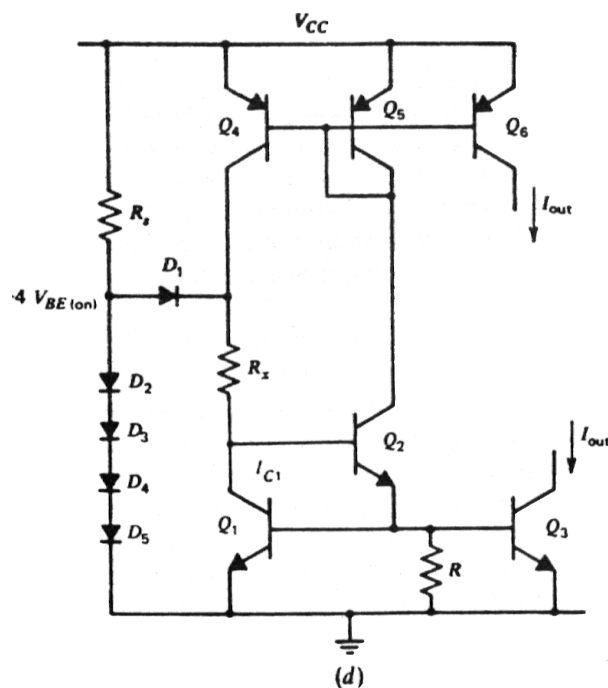 V_CC
Q_4
Q_5
Q_6
I_out
R_s
D_1
·4 V_BE (on)
R_x
D_2
D_3
D_4
D_5
Q_2
I_C1
I_out
Q_1
Q_3
R
(d)